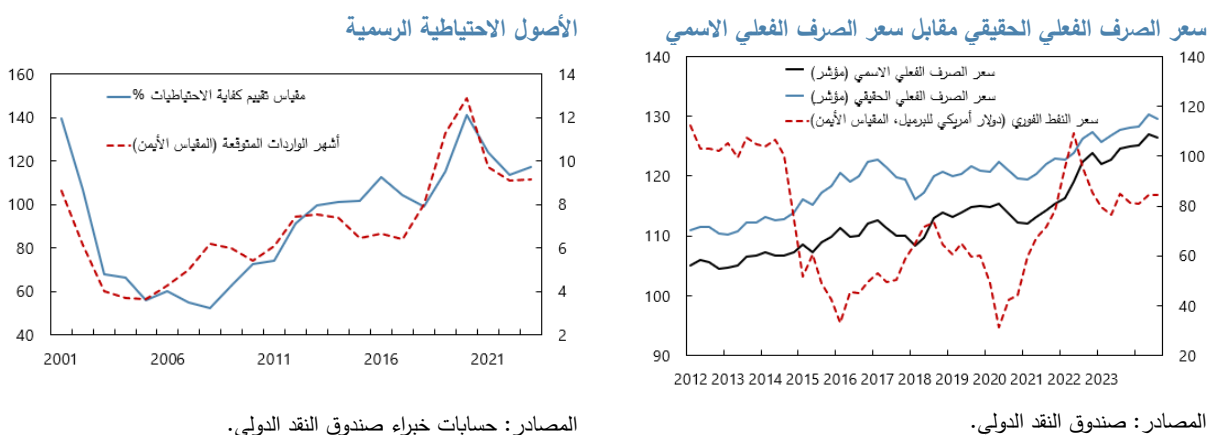 سعر الصرف الفعلي الحقيقي مقابل سعر الصرف الفعلي الاسمي
140
130
120
110
100
90
سعر الصرف الفعلي الاسمي (مؤشر)
سعر الصرف الفعلي الحقيقي (مؤشر)
سعر النفط الفوري (دولار أمريكي للبرميل، المقياس الأيمن)
140
120
100
80
60
40
20
2012 2013 2014 2015 2016 2017 2018 2019 2020 2021 2022 2023
المصادر: صندوق النقد الدولي.
الأصول الاحتياطية الرسمية
160
140
120
100
80
60
40
مقياس تقييم كفاية الاحتياطيات %
أشهر الواردات المتوقعة (المقياس الأيمن)
14
12
10
8
6
4
2
2001 2006 2011 2016 2021
المصادر: حسابات خبراء صندوق النقد الدولي.